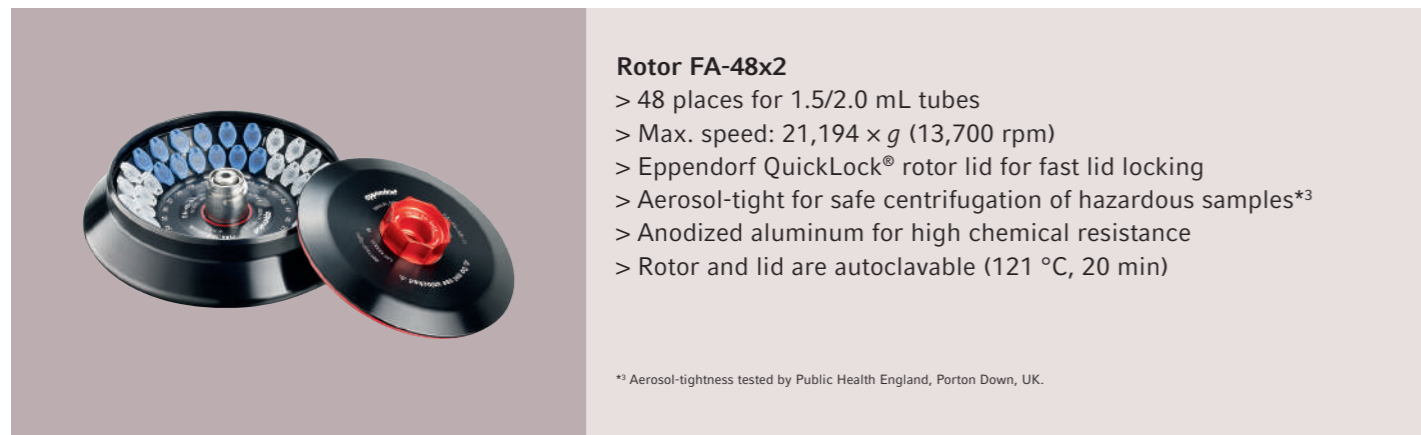 Rotor FA-48x2
> 48 places for 1.5/2.0 mL tubes
> Max. speed: 21,194 × g (13,700 rpm)
> Eppendorf QuickLock® rotor lid for fast lid locking
> Aerosol-tight for safe centrifugation of hazardous samples*³
> Anodized aluminum for high chemical resistance
> Rotor and lid are autoclavable (121 °C, 20 min)
*³ Aerosol-tightness tested by Public Health England, Porton Down, UK.
eppendorf